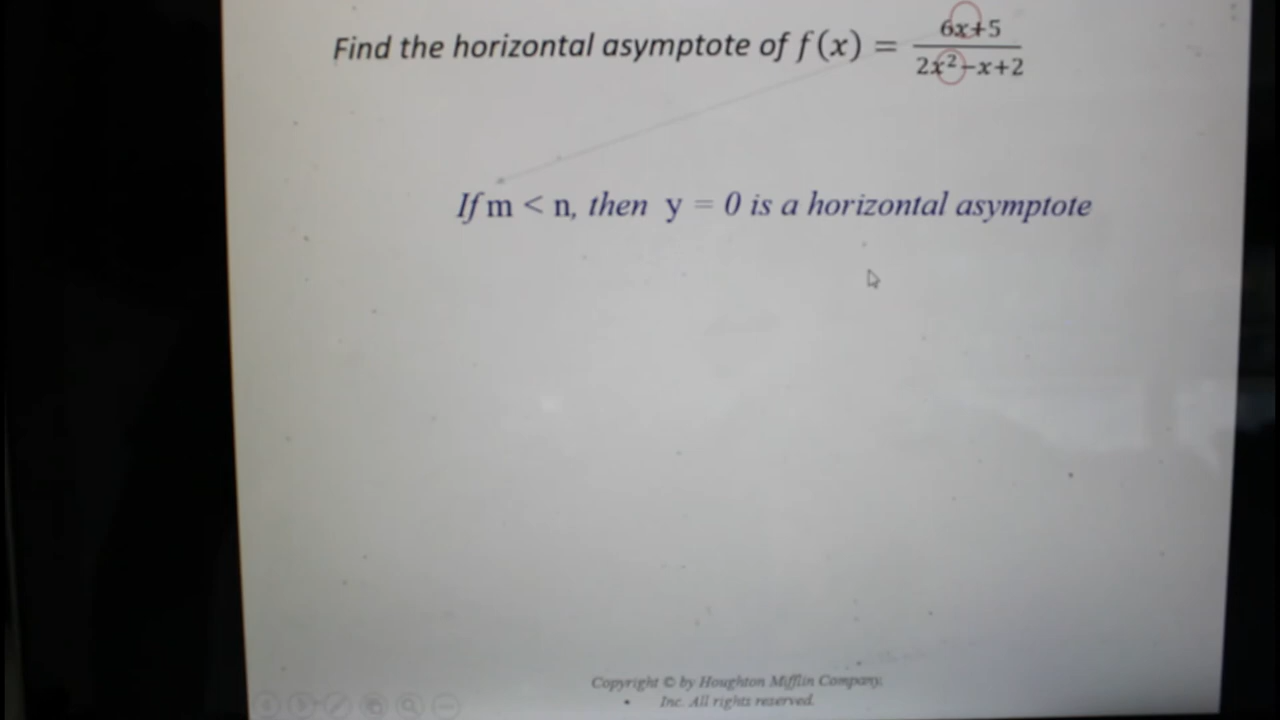 Find the horizontal asymptote of f(x) = (6x+5)/(2x²−x+2)
If m < n, then y = 0 is a horizontal asymptote
Copyright © by Houghton Mifflin Company,
Inc. All rights reserved.